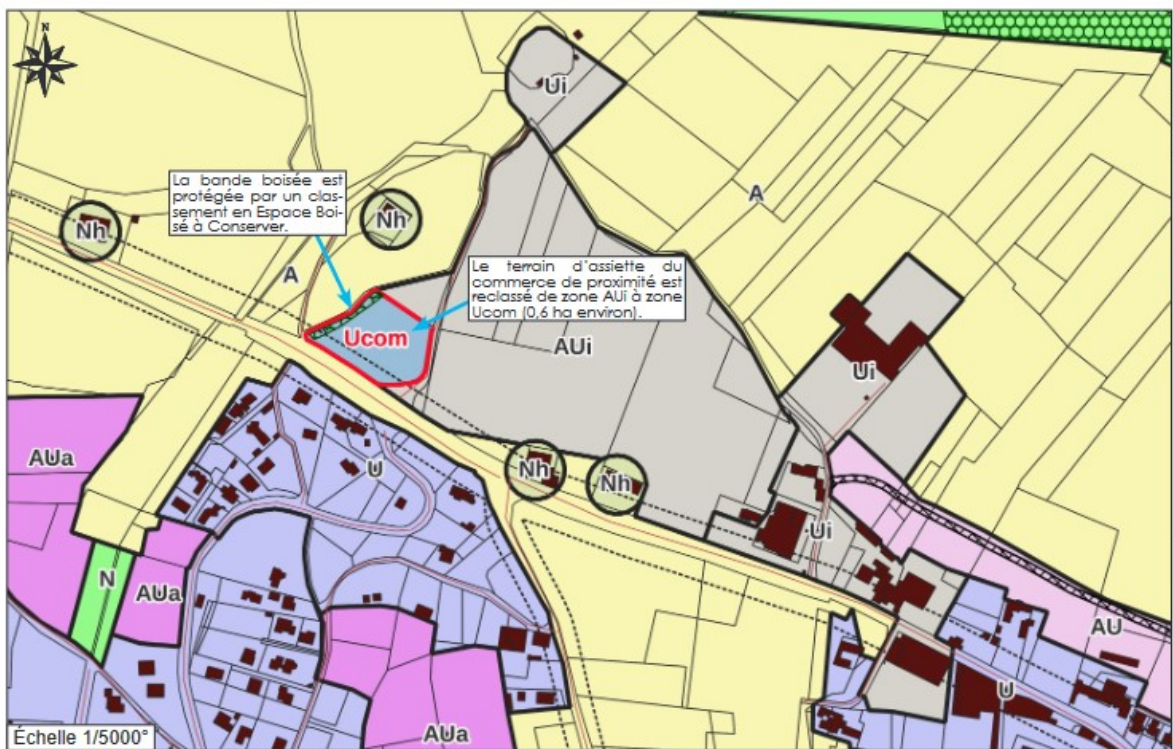 N
Ui
La bande boisée est
protégée par un clas-
sement en Espace Boi-
sé à Conserver.
Nh
Nh
A
A
Le terrain d'assiette du
commerce de proximité est
reclassé de zone AUi à zone
Ucom (0,6 ha environ).
Ucom
AUi
Ui
AUa
U
Nh
Nh
Ui
N
AUa
AU
U
AUa
Échelle 1/5000°